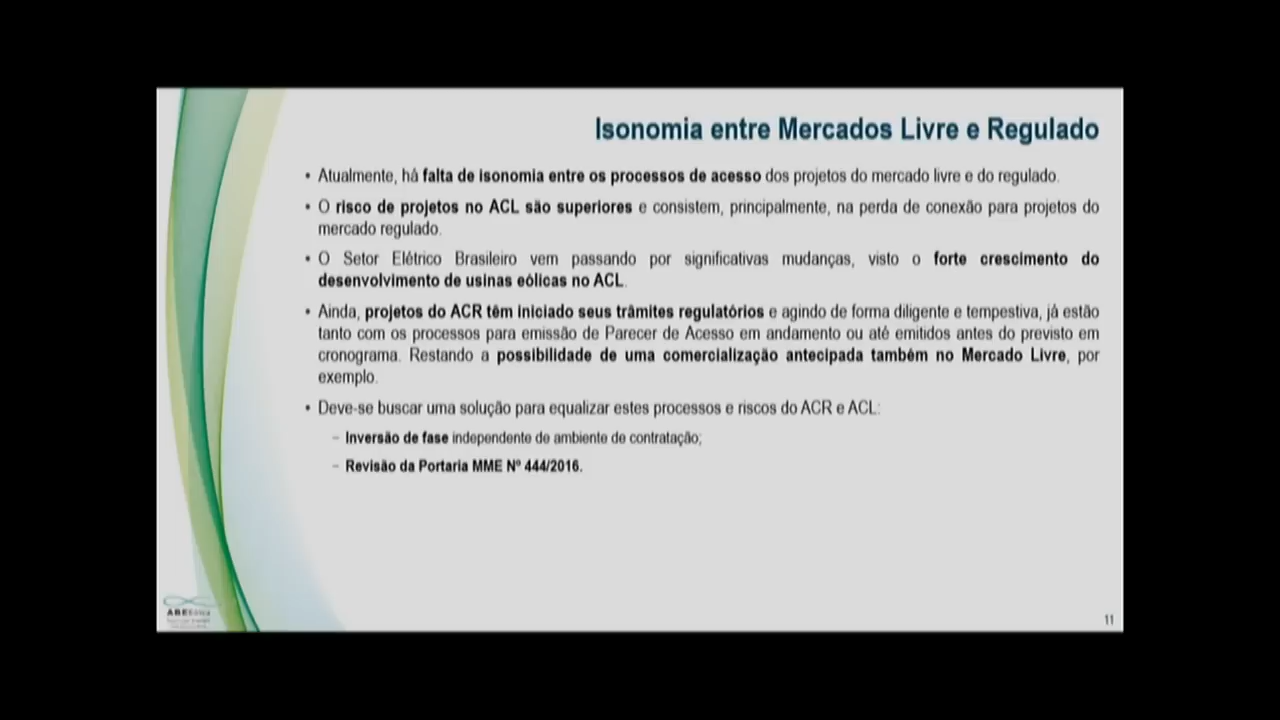 Isonomia entre Mercados Livre e Regulado
• Atualmente, há falta de isonomia entre os processos de acesso dos projetos do mercado livre e do regulado.
• O risco de projetos no ACL são superiores e consistem, principalmente, na perda de conexão para projetos do
mercado regulado.
• O Setor Elétrico Brasileiro vem passando por significativas mudanças, visto o forte crescimento do
desenvolvimento de usinas eólicas no ACL.
• Ainda, projetos do ACR têm iniciado seus trâmites regulatórios e agindo de forma diligente e tempestiva, já estão
tanto com os processos para emissão de Parecer de Acesso em andamento ou até emitidos antes do previsto em
cronograma. Restando a possibilidade de uma comercialização antecipada também no Mercado Livre, por
exemplo.
• Deve-se buscar uma solução para equalizar estes processos e riscos do ACR e ACL:
– Inversão de fase independente de ambiente de contratação;
– Revisão da Portaria MME Nº 444/2016.
ABEEólica
11